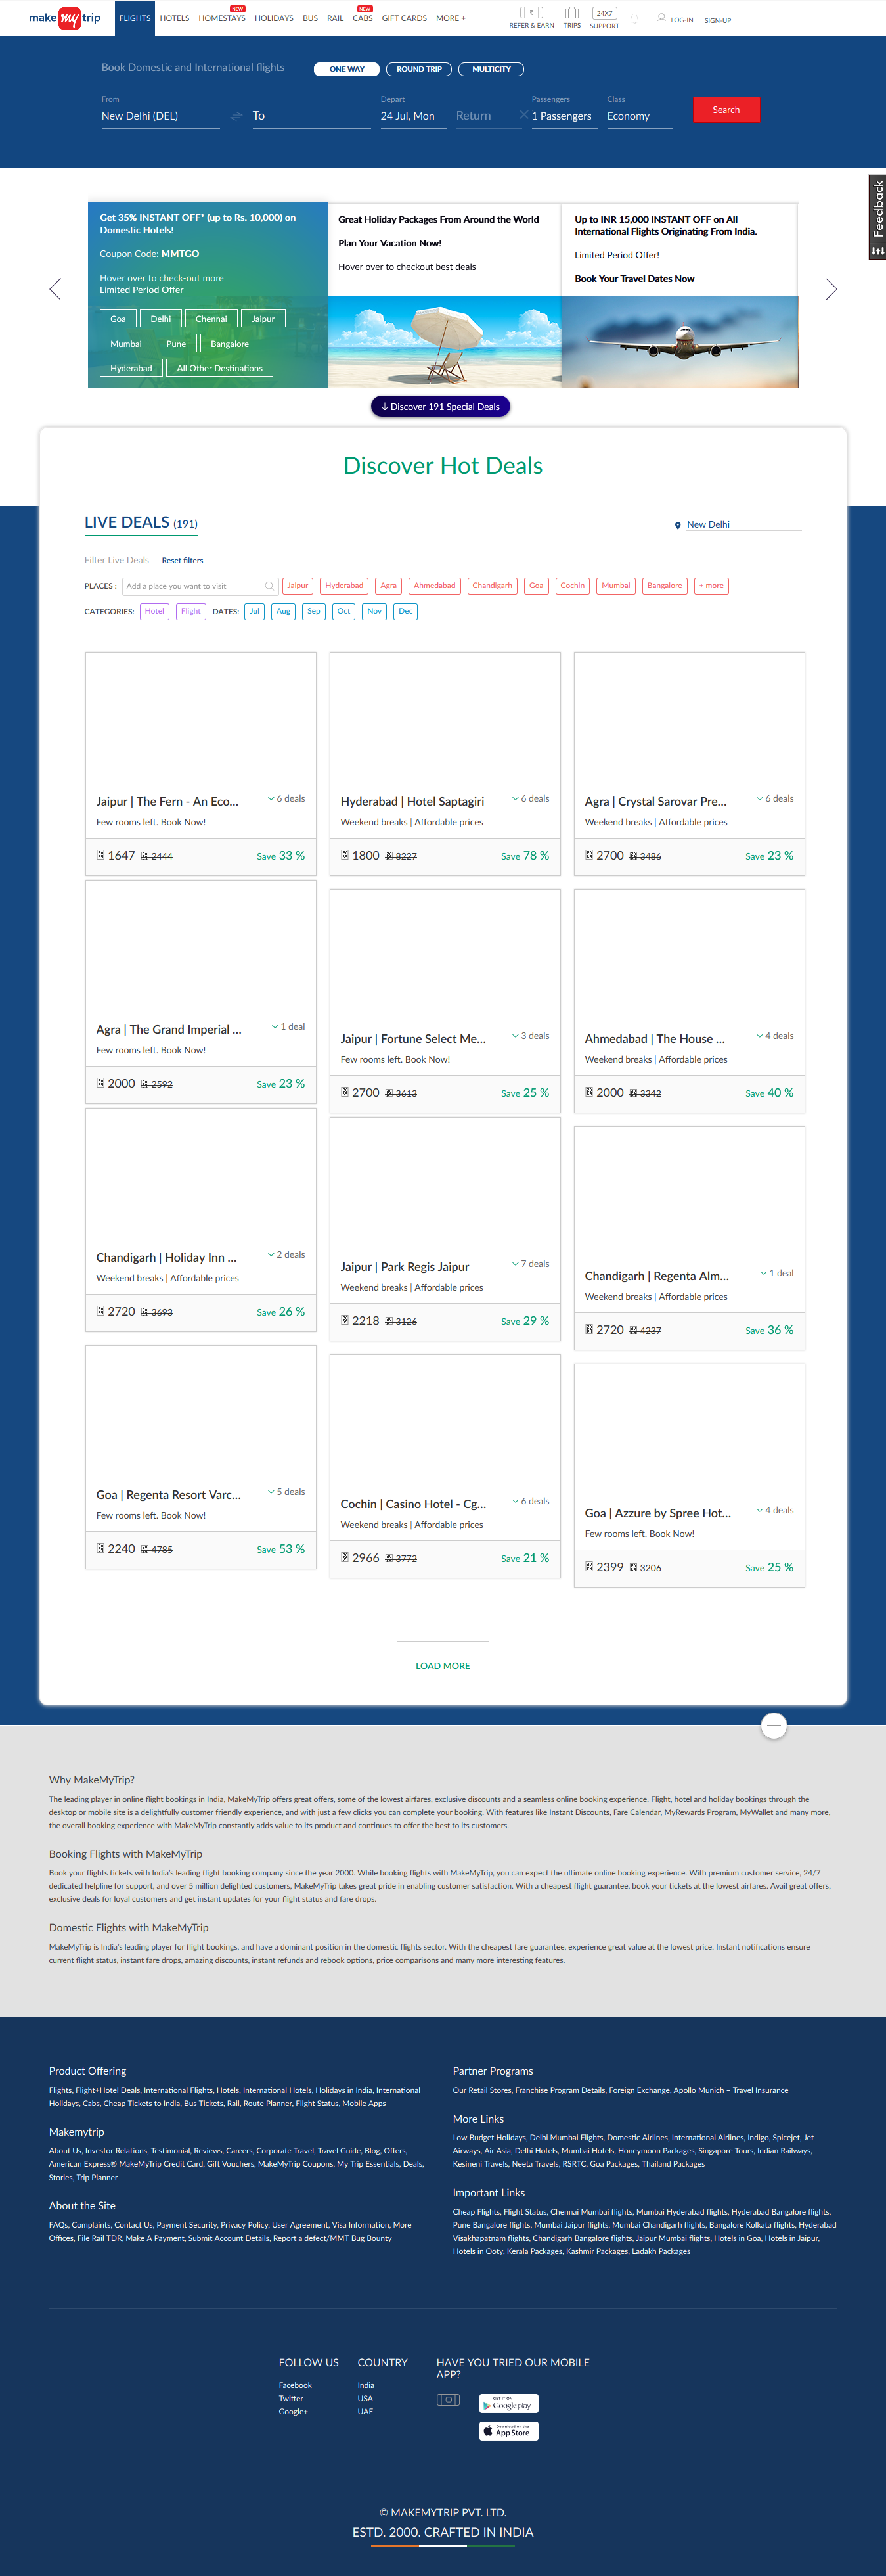 make my trip
FLIGHTS
HOTELS
NEW
HOMESTAYS
HOLIDAYS
BUS
RAIL
NEW
CABS
GIFT CARDS
MORE +
REFER & EARN
TRIPS
24X7
SUPPORT
LOG-IN
SIGN-UP
Book Domestic and International flights
ONE WAY
ROUND TRIP
MULTICITY
From
New Delhi (DEL)
To
Depart
24 Jul, Mon
Return
Passengers
1 Passengers
Class
Economy
Search
Feedback
Get 35% INSTANT OFF* (up to Rs. 10,000) on
Domestic Hotels!
Coupon Code: MMTGO
Hover over to check-out more
Limited Period Offer
Goa
Delhi
Chennai
Jaipur
Mumbai
Pune
Bangalore
Hyderabad
All Other Destinations
Great Holiday Packages From Around the World
Plan Your Vacation Now!
Hover over to checkout best deals
Up to INR 15,000 INSTANT OFF on All
International Flights Originating From India.
Limited Period Offer!
Book Your Travel Dates Now
Discover 191 Special Deals
Discover Hot Deals
LIVE DEALS (191)
New Delhi
Filter Live Deals
Reset filters
PLACES :
Add a place you want to visit
Jaipur
Hyderabad
Agra
Ahmedabad
Chandigarh
Goa
Cochin
Mumbai
Bangalore
+ more
CATEGORIES:
Hotel
Flight
DATES:
Jul
Aug
Sep
Oct
Nov
Dec
Jaipur | The Fern - An Eco...
6 deals
Few rooms left. Book Now!
1647 2444
Save 33 %
Hyderabad | Hotel Saptagiri
6 deals
Weekend breaks | Affordable prices
1800 8227
Save 78 %
Agra | Crystal Sarovar Pre...
6 deals
Weekend breaks | Affordable prices
2700 3486
Save 23 %
Agra | The Grand Imperial ...
1 deal
Few rooms left. Book Now!
2000 2592
Save 23 %
Jaipur | Fortune Select Me...
3 deals
Few rooms left. Book Now!
2700 3613
Save 25 %
Ahmedabad | The House ...
4 deals
Weekend breaks | Affordable prices
2000 3342
Save 40 %
Chandigarh | Holiday Inn ...
2 deals
Weekend breaks | Affordable prices
2720 3693
Save 26 %
Jaipur | Park Regis Jaipur
7 deals
Weekend breaks | Affordable prices
2218 3126
Save 29 %
Chandigarh | Regenta Alm...
1 deal
Weekend breaks | Affordable prices
2720 4237
Save 36 %
Goa | Regenta Resort Varc...
5 deals
Few rooms left. Book Now!
2240 4785
Save 53 %
Cochin | Casino Hotel - Cg...
6 deals
Weekend breaks | Affordable prices
2966 3772
Save 21 %
Goa | Azzure by Spree Hot...
4 deals
Few rooms left. Book Now!
2399 3206
Save 25 %
LOAD MORE
Why MakeMyTrip?
The leading player in online flight bookings in India, MakeMyTrip offers great offers, some of the lowest airfares, exclusive discounts and a seamless online booking experience. Flight, hotel and holiday bookings through the
desktop or mobile site is a delightfully customer friendly experience, and with just a few clicks you can complete your booking. With features like Instant Discounts, Fare Calendar, MyRewards Program, MyWallet and many more,
the overall booking experience with MakeMyTrip constantly adds value to its product and continues to offer the best to its customers.
Booking Flights with MakeMyTrip
Book your flights tickets with India's leading flight booking company since the year 2000. While booking flights with MakeMyTrip, you can expect the ultimate online booking experience. With premium customer service, 24/7
dedicated helpline for support, and over 5 million delighted customers, MakeMyTrip takes great pride in enabling customer satisfaction. With a cheapest flight guarantee, book your tickets at the lowest airfares. Avail great offers,
exclusive deals for loyal customers and get instant updates for your flight status and fare drops.
Domestic Flights with MakeMyTrip
MakeMyTrip is India's leading player for flight bookings, and have a dominant position in the domestic flights sector. With the cheapest fare guarantee, experience great value at the lowest price. Instant notifications ensure
current flight status, instant fare drops, amazing discounts, instant refunds and rebook options, price comparisons and many more interesting features.
Product Offering
Flights, Flight+Hotel Deals, International Flights, Hotels, International Hotels, Holidays in India, International
Holidays, Cabs, Cheap Tickets to India, Bus Tickets, Rail, Route Planner, Flight Status, Mobile Apps
Makemytrip
About Us, Investor Relations, Testimonial, Reviews, Careers, Corporate Travel, Travel Guide, Blog, Offers,
American Express® MakeMyTrip Credit Card, Gift Vouchers, MakeMyTrip Coupons, My Trip Essentials, Deals,
Stories, Trip Planner
About the Site
FAQs, Complaints, Contact Us, Payment Security, Privacy Policy, User Agreement, Visa Information, More
Offices, File Rail TDR, Make A Payment, Submit Account Details, Report a defect/MMT Bug Bounty
Partner Programs
Our Retail Stores, Franchise Program Details, Foreign Exchange, Apollo Munich – Travel Insurance
More Links
Low Budget Holidays, Delhi Mumbai Flights, Domestic Airlines, International Airlines, Indigo, Spicejet, Jet
Airways, Air Asia, Delhi Hotels, Mumbai Hotels, Honeymoon Packages, Singapore Tours, Indian Railways,
Kesineni Travels, Neeta Travels, RSRTC, Goa Packages, Thailand Packages
Important Links
Cheap Flights, Flight Status, Chennai Mumbai flights, Mumbai Hyderabad flights, Hyderabad Bangalore flights,
Pune Bangalore flights, Mumbai Jaipur flights, Mumbai Chandigarh flights, Bangalore Kolkata flights, Hyderabad
Visakhapatnam flights, Chandigarh Bangalore flights, Jaipur Mumbai flights, Hotels in Goa, Hotels in Jaipur,
Hotels in Ooty, Kerala Packages, Kashmir Packages, Ladakh Packages
FOLLOW US
Facebook
Twitter
Google+
COUNTRY
India
USA
UAE
HAVE YOU TRIED OUR MOBILE
APP?
GET IT ON
Google play
Download on the
App Store
© MAKEMYTRIP PVT. LTD.
ESTD. 2000. CRAFTED IN INDIA